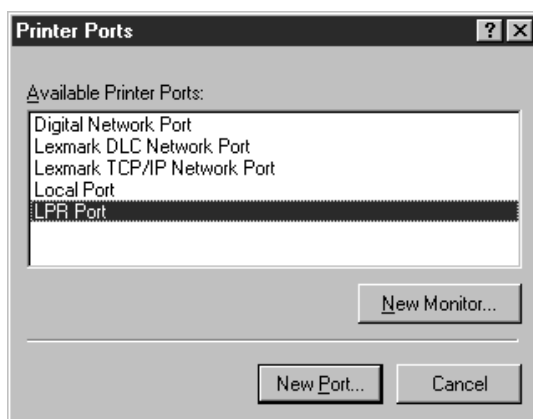 Printer Ports
Available Printer Ports:
Digital Network Port
Lexmark DLC Network Port
Lexmark TCP/IP Network Port
Local Port
LPR Port
New Monitor...
New Port...
Cancel